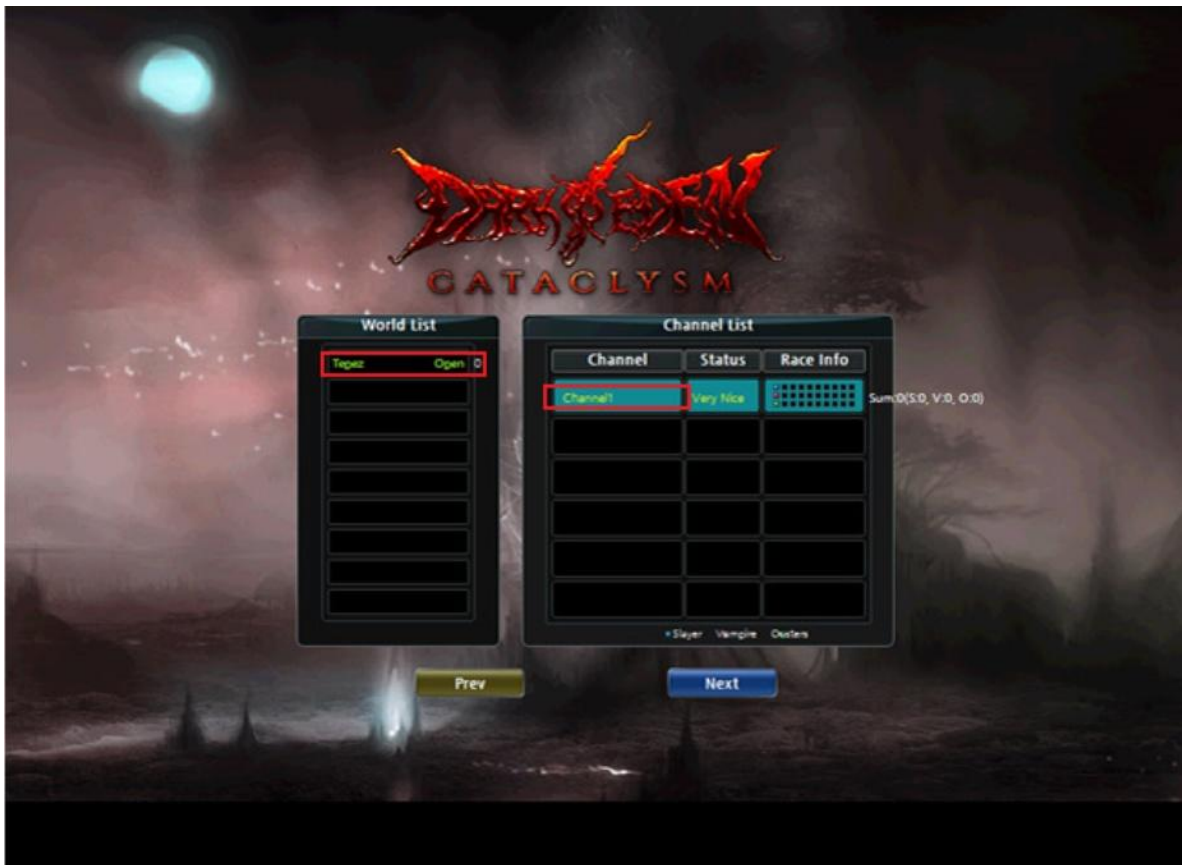 DARK EDEN
CATACLYSM
World List
Tepez Open 0
Channel List
Channel Status Race Info
Channel1 Very Nice Sum:0(S:0, V:0, O:0)
Slayer Vampire Ousters
Prev Next